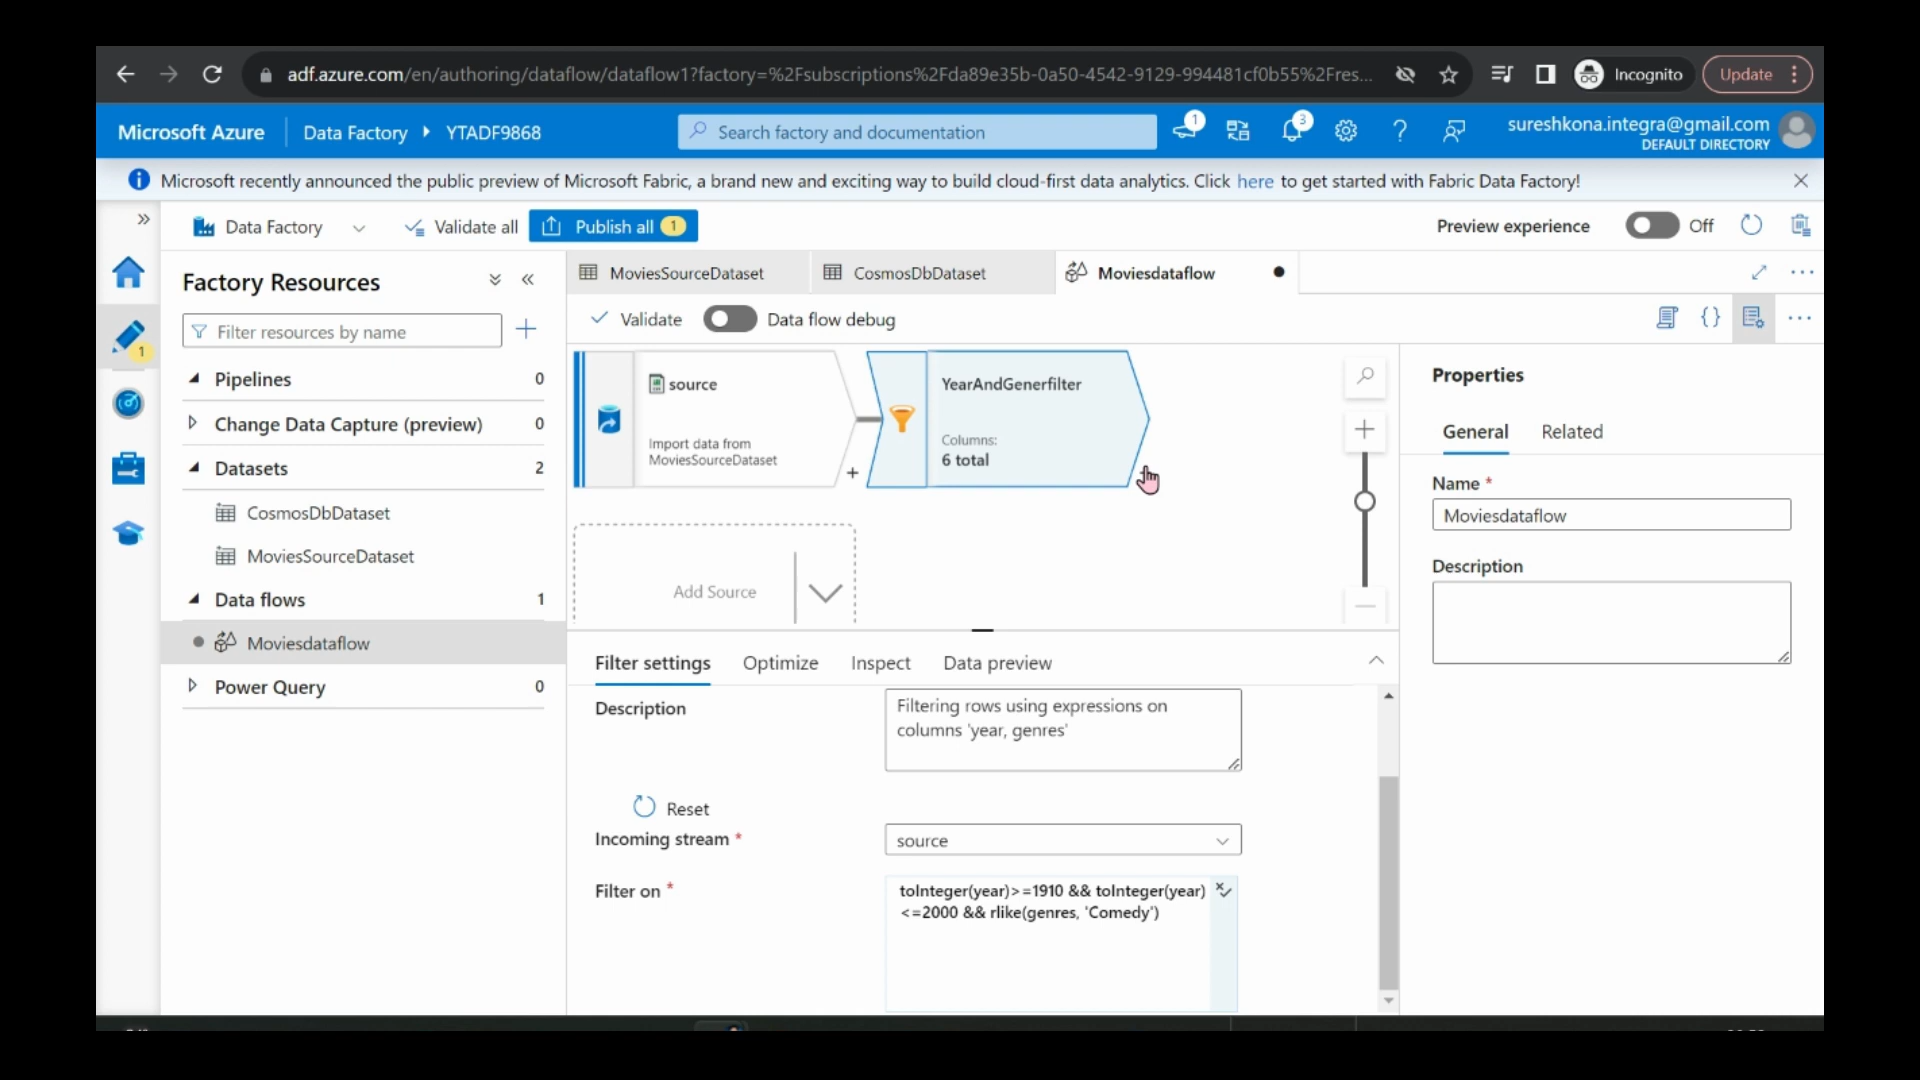 adf.azure.com/en/authoring/dataflow/dataflow1?factory=%2Fsubscriptions%2Fda89e35b-0a50-4542-9129-994481cf0b55%2Fres...
Incognito
Update
Microsoft Azure
Data Factory
YTADF9868
Search factory and documentation
1
3
sureshkona.integra@gmail.com
DEFAULT DIRECTORY
Microsoft recently announced the public preview of Microsoft Fabric, a brand new and exciting way to build cloud-first data analytics. Click here to get started with Fabric Data Factory!
Data Factory
Validate all
Publish all 1
Preview experience
Off
Factory Resources
MoviesSourceDataset
CosmosDbDataset
Moviesdataflow
Filter resources by name
Validate
Data flow debug
1
Pipelines 0
Change Data Capture (preview) 0
Datasets 2
CosmosDbDataset
MoviesSourceDataset
Data flows 1
Moviesdataflow
Power Query 0
source
Import data from
MoviesSourceDataset
YearAndGenerfilter
Columns:
6 total
Add Source
Filter settings
Optimize
Inspect
Data preview
Description
Filtering rows using expressions on
columns 'year, genres'
Reset
Incoming stream *
source
Filter on *
toInteger(year)>=1910 && toInteger(year)
<=2000 && rlike(genres, 'Comedy')
Properties
General
Related
Name *
Moviesdataflow
Description